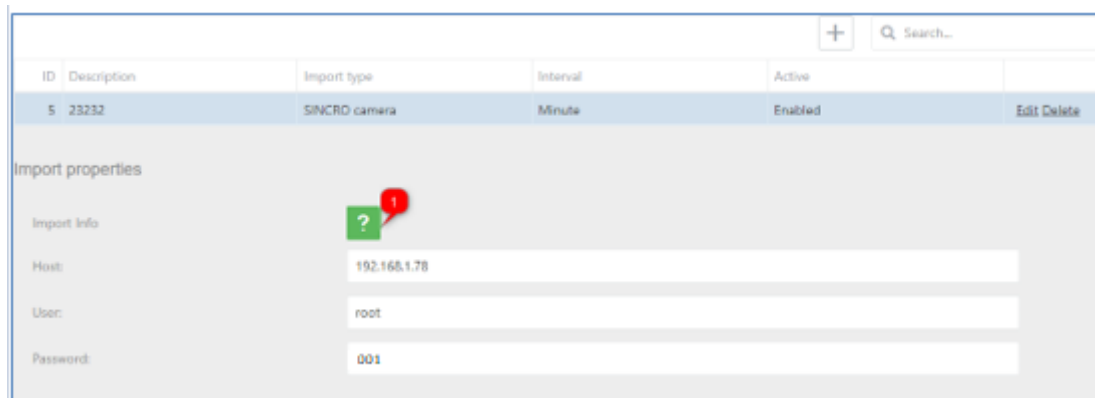 Search...
ID Description Import type Interval Active
5 23232 SINCRO camera Minute Enabled Edit Delete
Import properties
1
Import Info ?
Host: 192.168.1.78
User: root
Password: 001